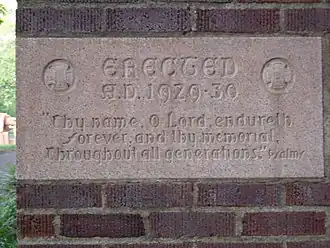 ERECTED
A.D. 1929-30
"Thy name, O Lord, endureth
forever, and thy memorial,
throughout all generations." Psalms